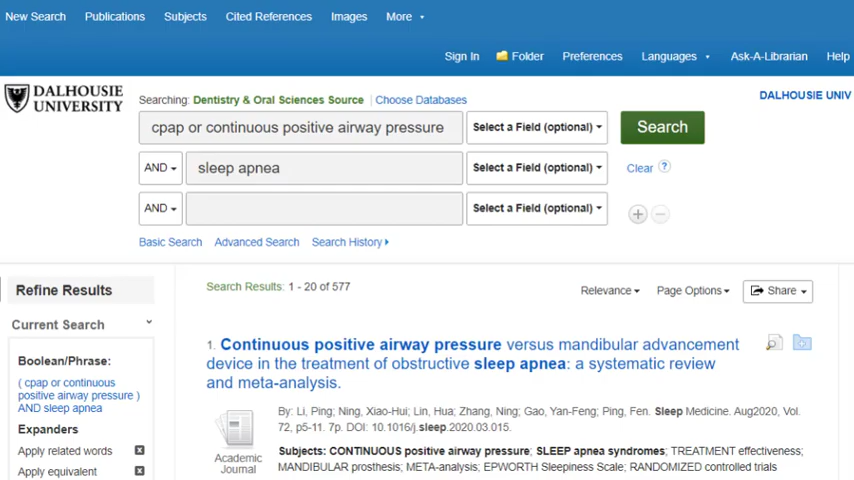 New Search Publications Subjects Cited References Images More
Sign In Folder Preferences Languages Ask-A-Librarian Help
DALHOUSIE
UNIVERSITY
Searching: Dentistry & Oral Sciences Source Choose Databases
DALHOUSIE UNIV
cpap or continuous positive airway pressure Select a Field (optional) Search
AND sleep apnea Select a Field (optional) Clear ?
AND Select a Field (optional)
Basic Search Advanced Search Search History
Refine Results
Current Search
Boolean/Phrase:
( cpap or continuous
positive airway pressure )
AND sleep apnea
Expanders
Apply related words
Apply equivalent
Search Results: 1 - 20 of 577
Relevance Page Options Share
1. Continuous positive airway pressure versus mandibular advancement
device in the treatment of obstructive sleep apnea: a systematic review
and meta-analysis.
Academic
Journal
By: Li, Ping; Ning, Xiao-Hui; Lin, Hua; Zhang, Ning; Gao, Yan-Feng; Ping, Fen. Sleep Medicine. Aug2020, Vol.
72, p5-11. 7p. DOI: 10.1016/j.sleep.2020.03.015.
Subjects: CONTINUOUS positive airway pressure; SLEEP apnea syndromes; TREATMENT effectiveness;
MANDIBULAR prosthesis; META-analysis; EPWORTH Sleepiness Scale; RANDOMIZED controlled trials